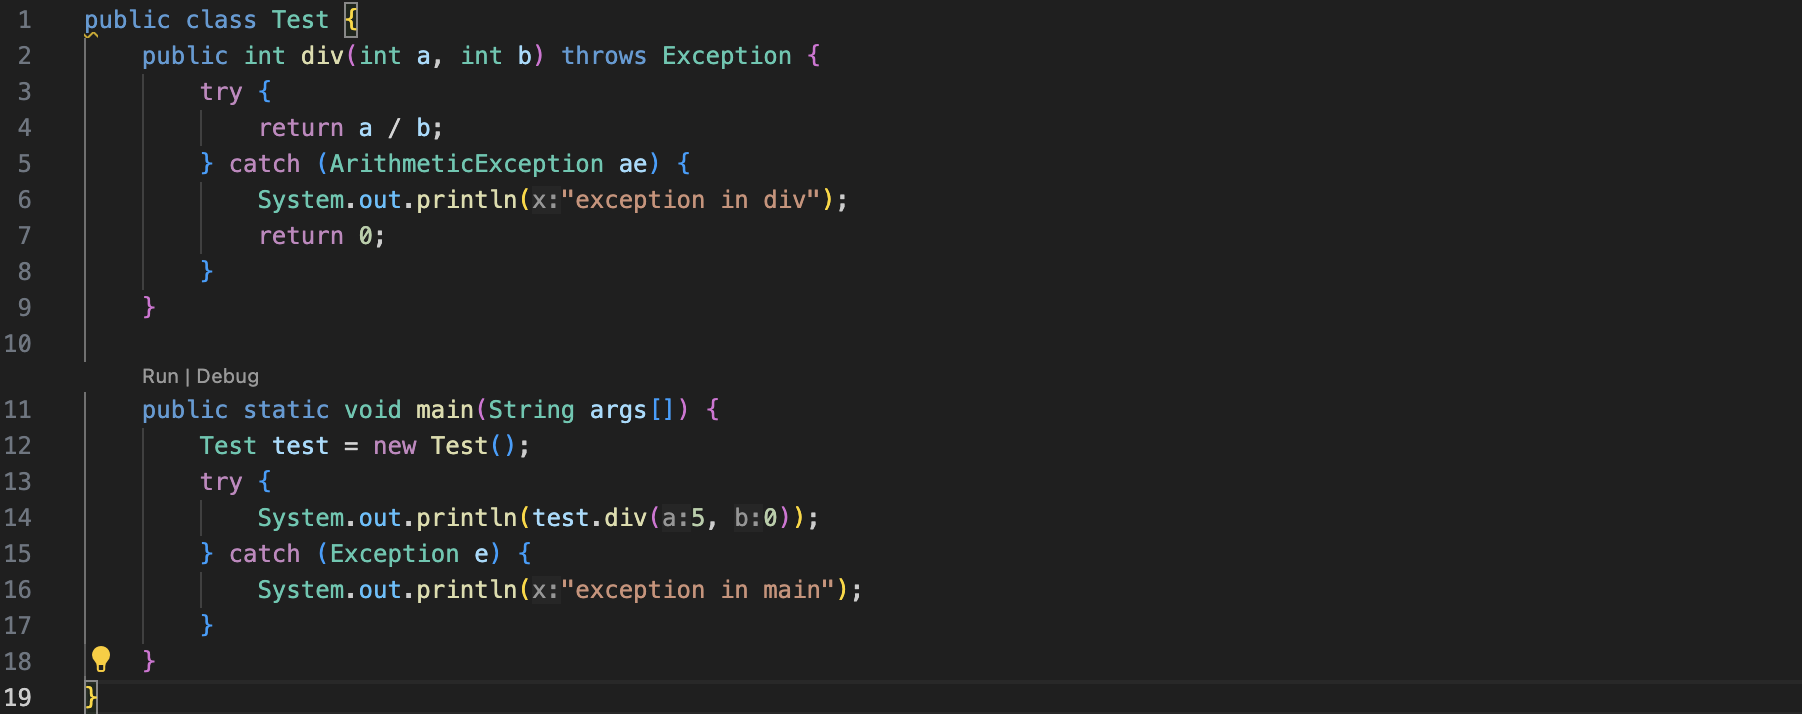 1 public class Test {
2 public int div(int a, int b) throws Exception {
3 try {
4 return a / b;
5 } catch (ArithmeticException ae) {
6 System.out.println(x:"exception in div");
7 return 0;
8 }
9 }
10
Run | Debug
11 public static void main(String args[]) {
12 Test test = new Test();
13 try {
14 System.out.println(test.div(a:5, b:0));
15 } catch (Exception e) {
16 System.out.println(x:"exception in main");
17 }
18 }
19 }